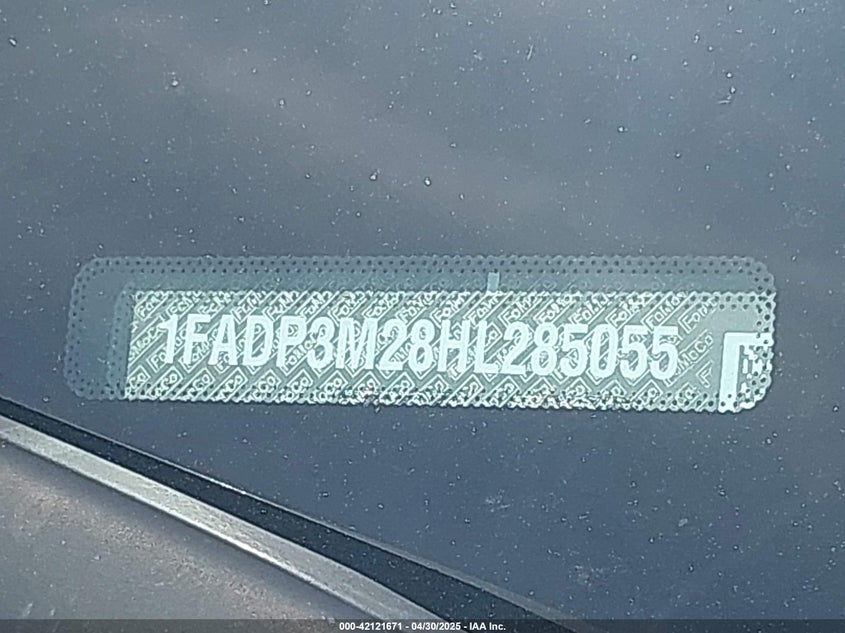 1FADP3M28HL285055
000-42121671 - 04/30/2025 - IAA Inc.